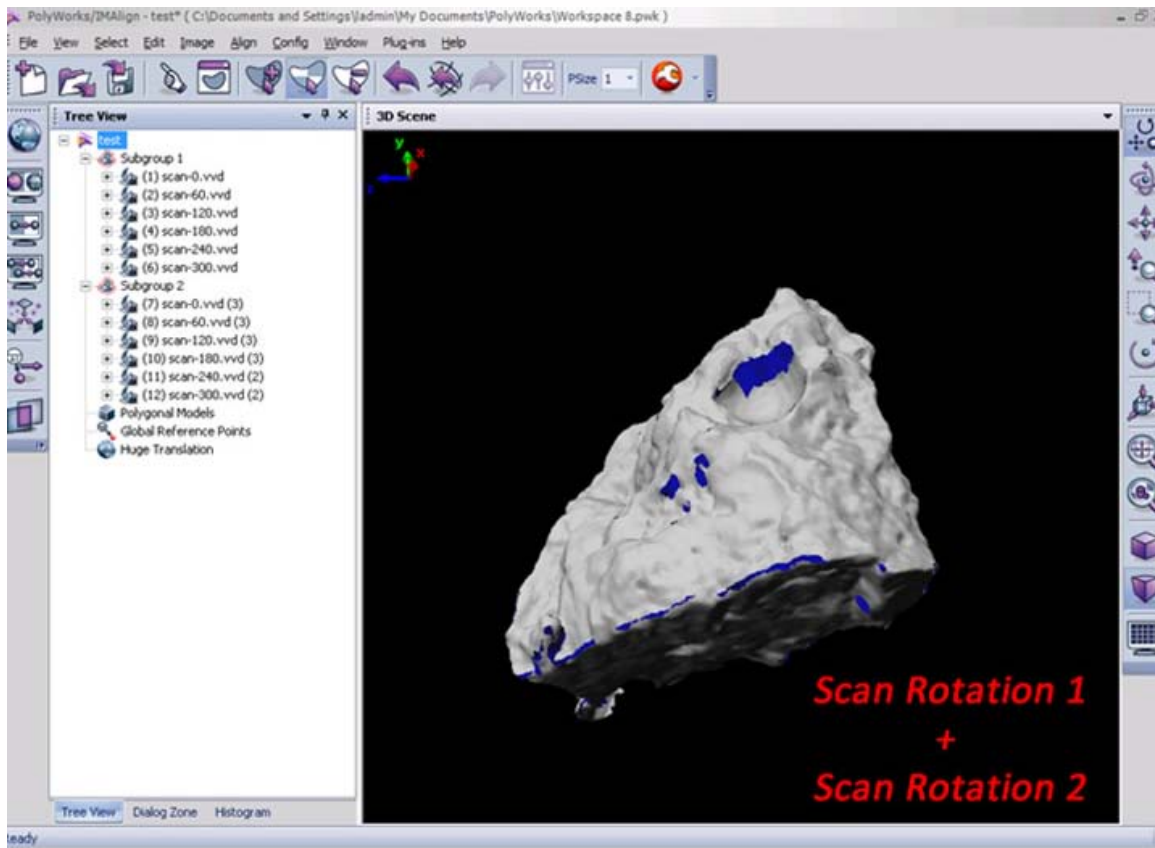 PolyWorks/IMAlign - test* ( C:\Documents and Settings\ladmin\My Documents\PolyWorks\Workspace 8.pwk )
File View Select Edit Image Align Config Window Plug-ins Help
PSize 1
Tree View
3D Scene
test
Subgroup 1
(1) scan-0.vvd
(2) scan-60.vvd
(3) scan-120.vvd
(4) scan-180.vvd
(5) scan-240.vvd
(6) scan-300.vvd
Subgroup 2
(7) scan-0.vvd (3)
(8) scan-60.vvd (3)
(9) scan-120.vvd (3)
(10) scan-180.vvd (3)
(11) scan-240.vvd (2)
(12) scan-300.vvd (2)
Polygonal Models
Global Reference Points
Huge Translation
y
x
z
Scan Rotation 1
+
Scan Rotation 2
Tree View Dialog Zone Histogram
Ready